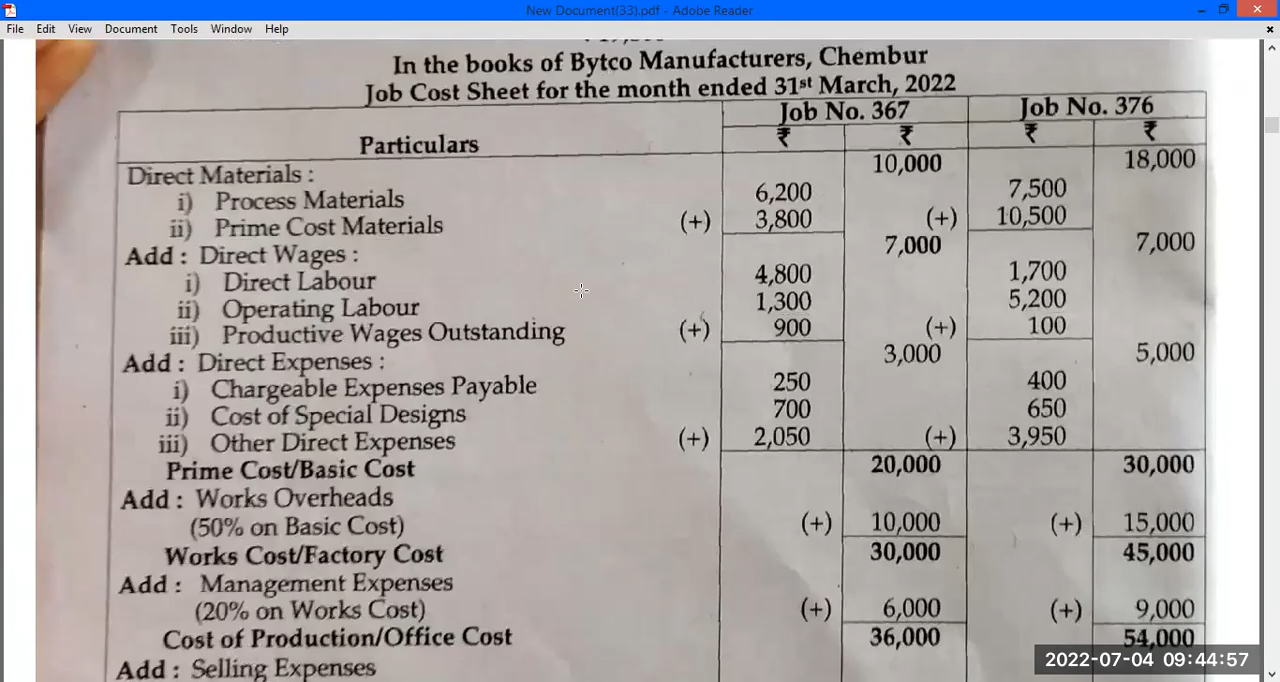 New Document(33).pdf - Adobe Reader
File Edit View Document Tools Window Help
In the books of Bytco Manufacturers, Chembur
Job Cost Sheet for the month ended 31st March, 2022
Particulars Job No. 367 Job No. 376
₹ ₹ ₹ ₹
Direct Materials : 10,000 18,000
i) Process Materials 6,200 7,500
ii) Prime Cost Materials (+) 3,800 (+) 10,500
Add : Direct Wages : 7,000 7,000
i) Direct Labour 4,800 1,700
ii) Operating Labour 1,300 5,200
iii) Productive Wages Outstanding (+) 900 (+) 100
Add : Direct Expenses : 3,000 5,000
i) Chargeable Expenses Payable 250 400
ii) Cost of Special Designs 700 650
iii) Other Direct Expenses (+) 2,050 (+) 3,950
Prime Cost/Basic Cost 20,000 30,000
Add : Works Overheads
(50% on Basic Cost) (+) 10,000 (+) 15,000
Works Cost/Factory Cost 30,000 45,000
Add : Management Expenses
(20% on Works Cost) (+) 6,000 (+) 9,000
Cost of Production/Office Cost 36,000 54,000
Add : Selling Expenses
2022-07-04 09:44:57